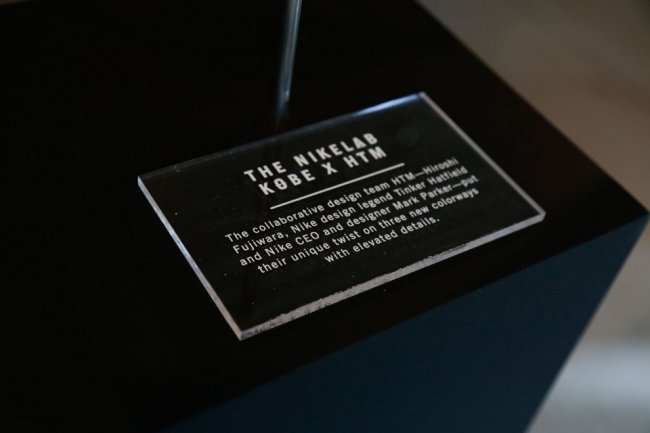 THE NIKELAB
KOBE X HTM
The collaborative design team HTM—Hiroshi
Fujiwara, Nike design legend Tinker Hatfield
and Nike CEO and designer Mark Parker—put
their unique twist on three new colorways
with elevated details.